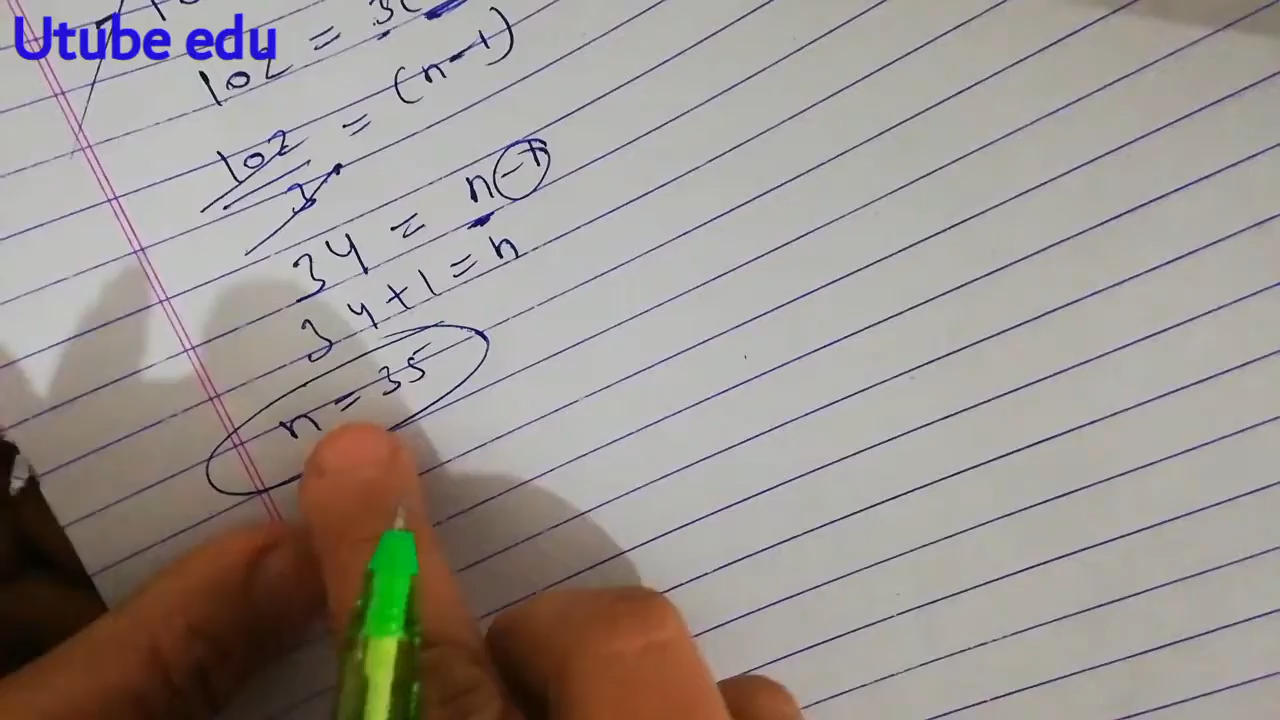 Utube edu
102 = 3(
102/3 = (n-1)
34 = n-1
34+1=n
n=35